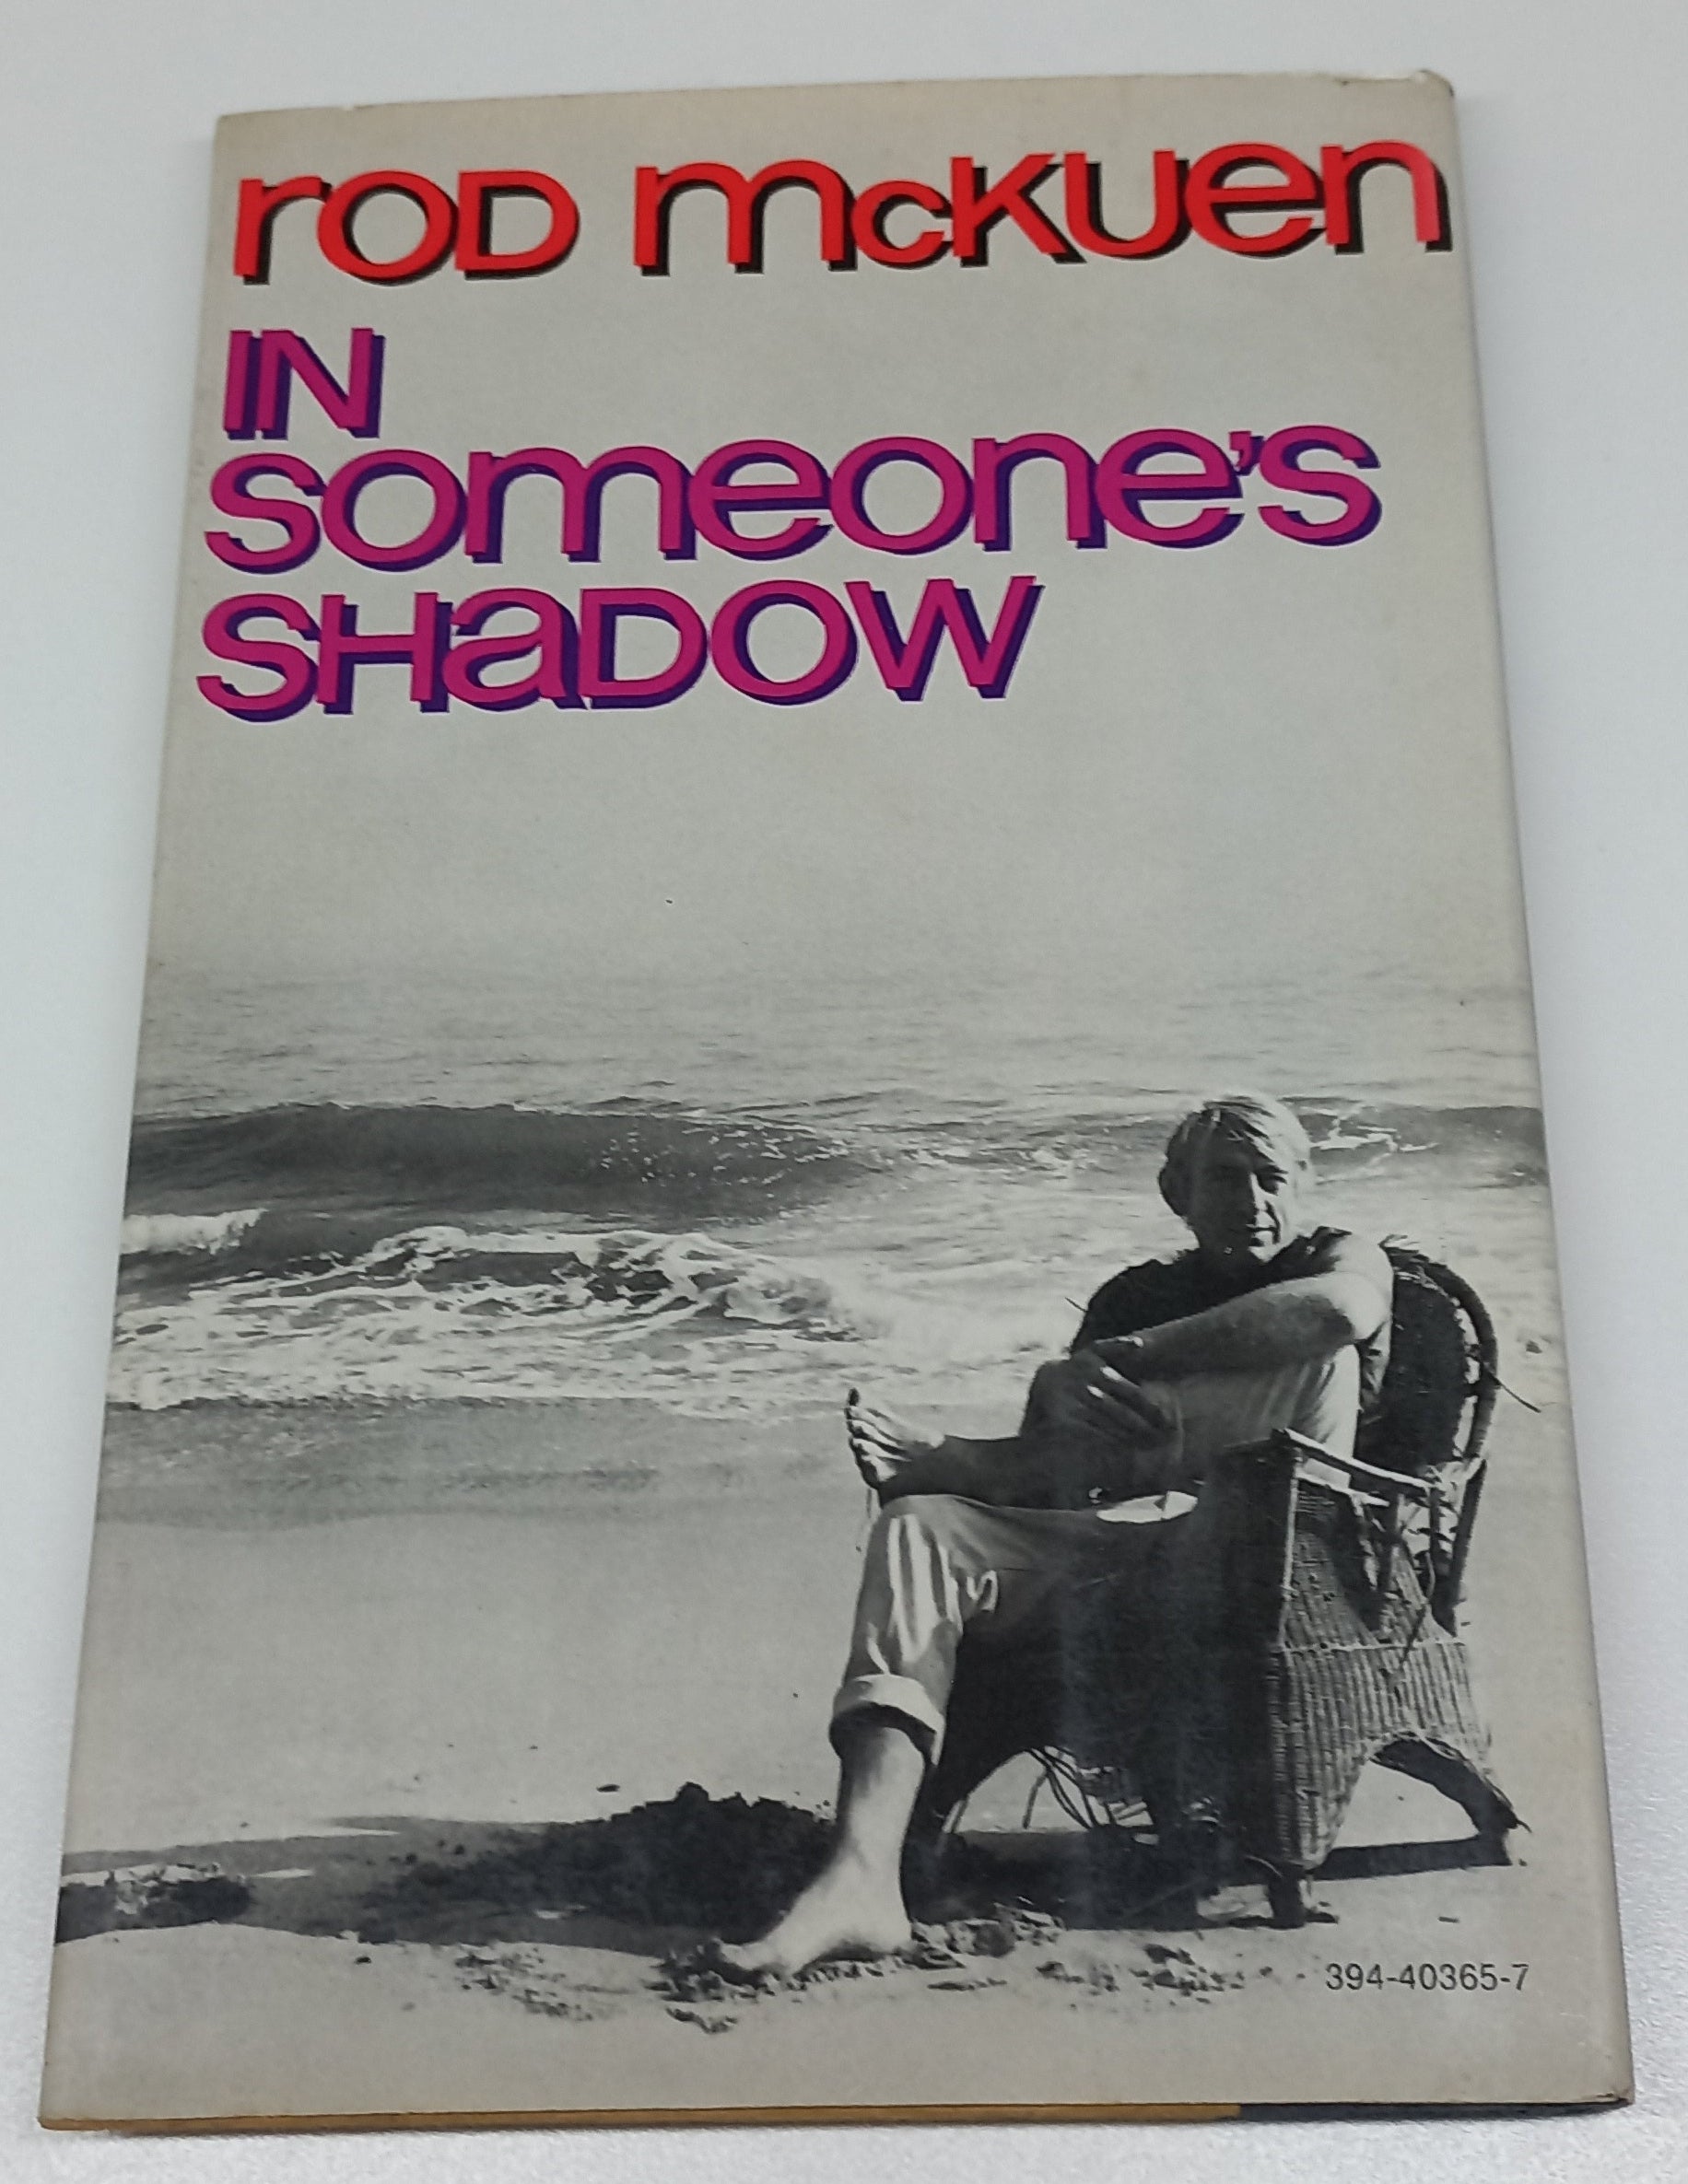 rod mcKuen
IN
someone's
SHaDOW
394-40365-7